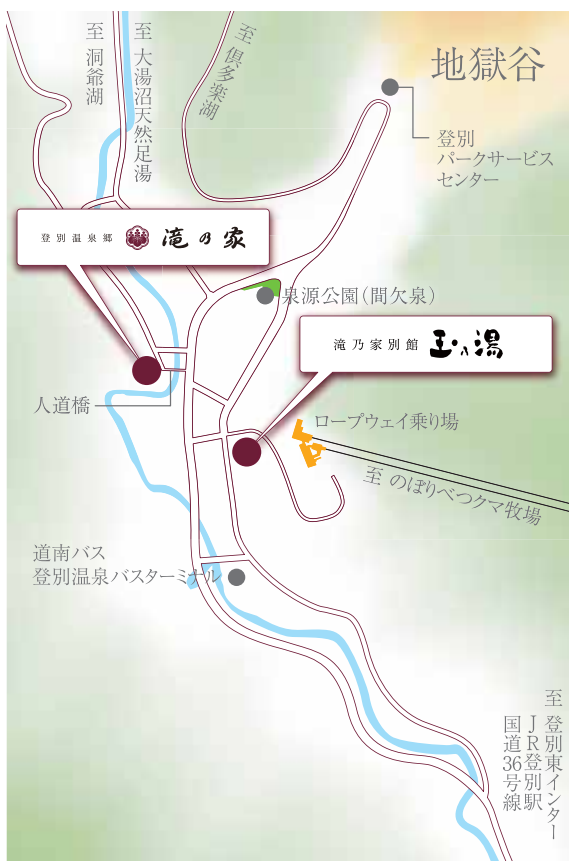 至 洞爺湖
至 大湯沼天然足湯
至 倶多楽湖
地獄谷
登別
パークサービス
センター
登別温泉郷 滝乃家
泉源公園(間欠泉)
滝乃家別館 玉乃湯
人道橋
ロープウェイ乗り場
至 のぼりべつクマ牧場
道南バス
登別温泉バスターミナル
至 登別東インター
JR登別駅
国道36号線